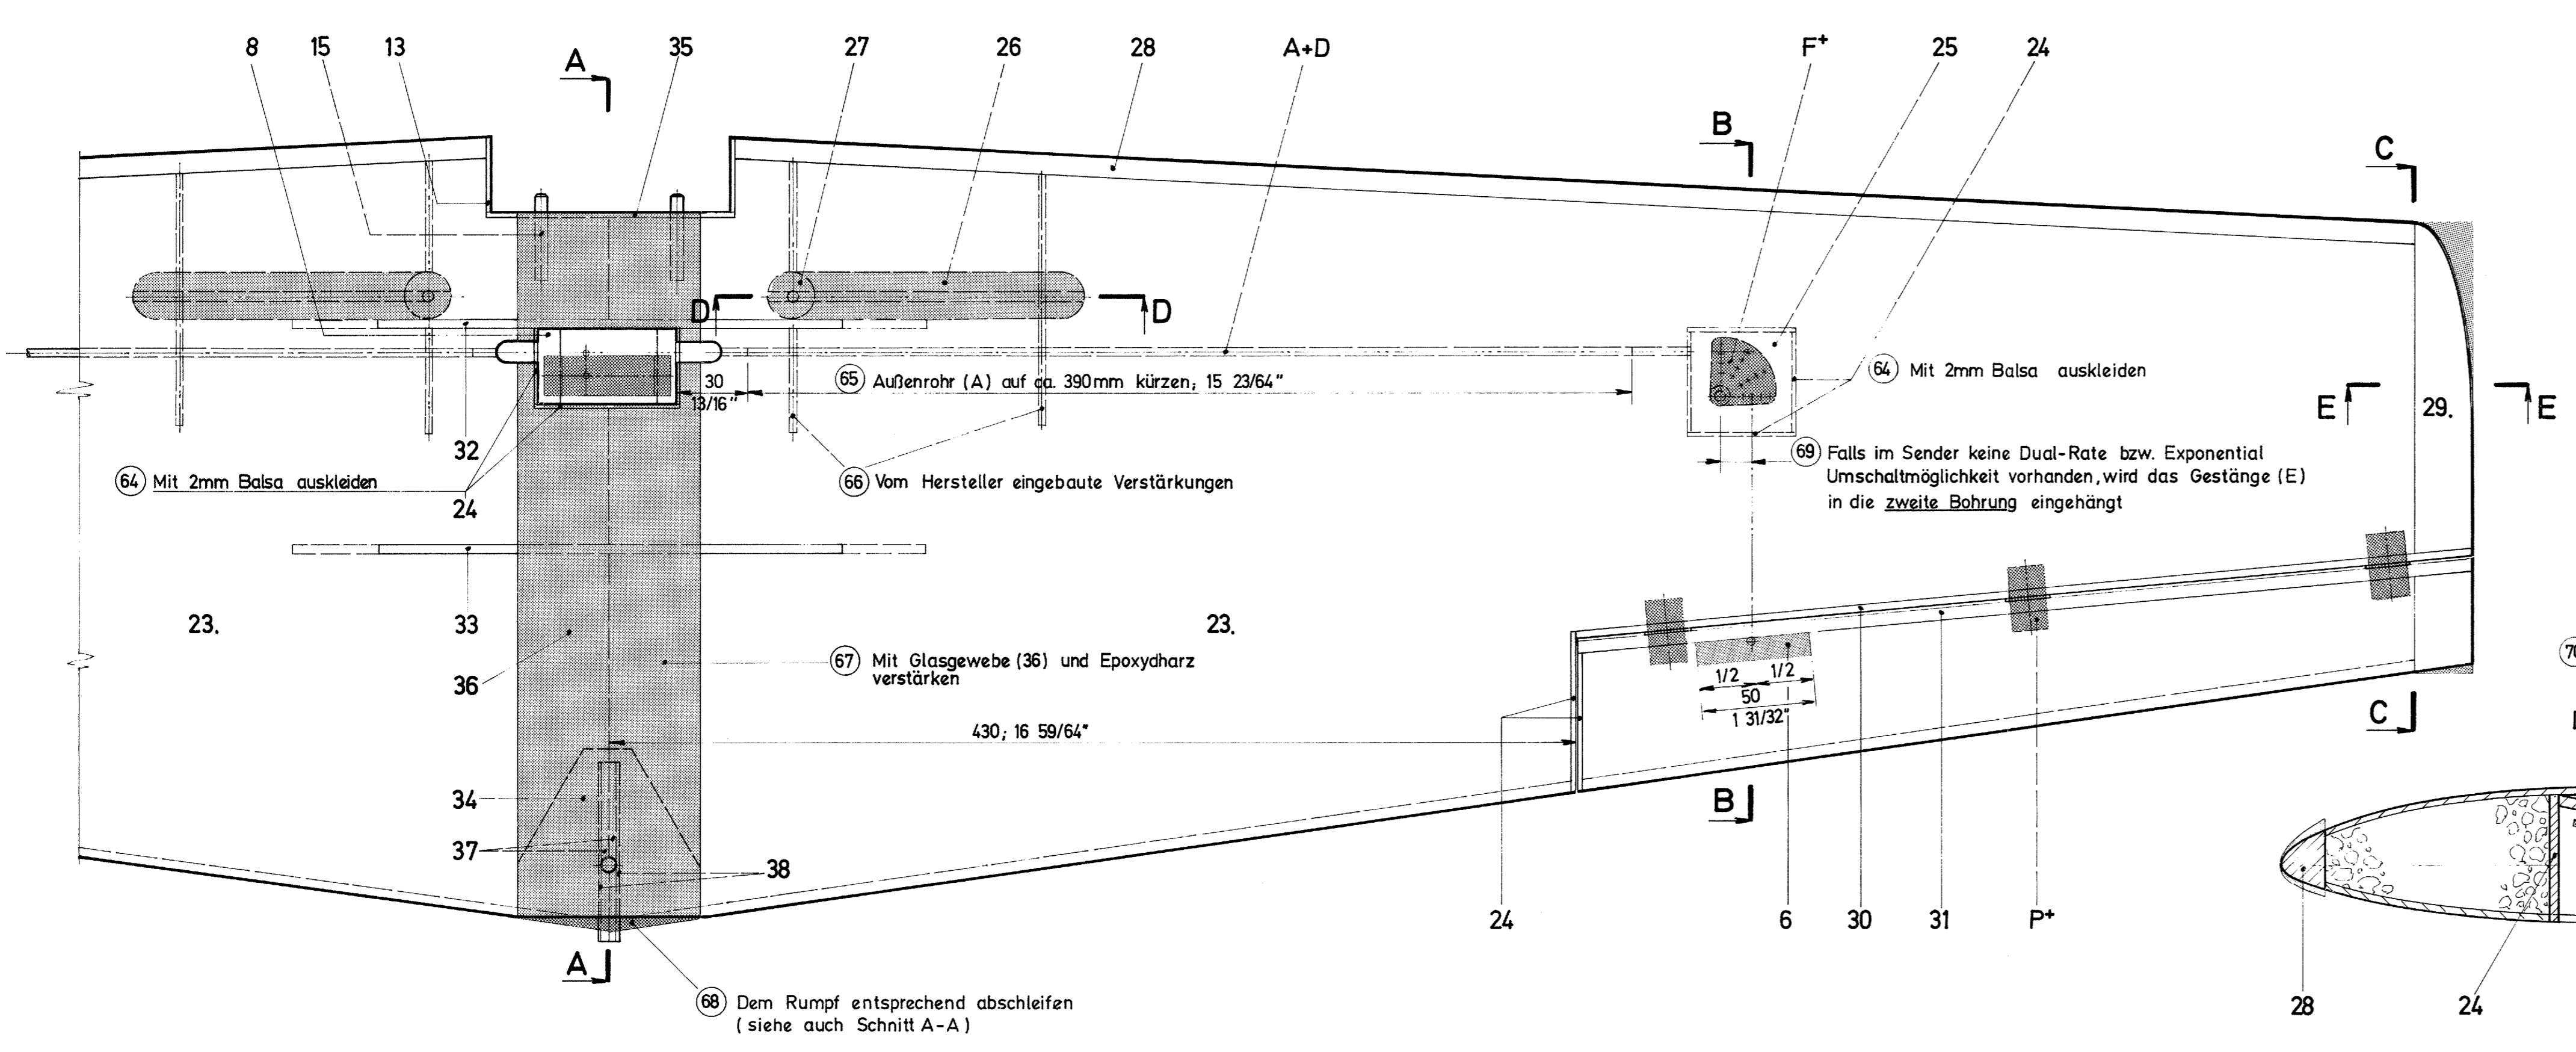 8 15 13 A 35 27 26 28 A+D F+ 25 24
B
C
D D
30
13/16"
65 Außenrohr (A) auf ca. 390mm kürzen; 15 23/64"
64 Mit 2mm Balsa auskleiden
E 29. E
32
64 Mit 2mm Balsa auskleiden
24
66 Vom Hersteller eingebaute Verstärkungen
69 Falls im Sender keine Dual-Rate bzw. Exponential
Umschaltmöglichkeit vorhanden, wird das Gestänge (E)
in die zweite Bohrung eingehängt
23. 33 23.
36
67 Mit Glasgewebe (36) und Epoxydharz
verstärken
70
1/2 1/2
50
1 31/32"
430; 16 59/64"
C
34
37
38
B
24 6 30 31 P+
A
68 Dem Rumpf entsprechend abschleifen
(siehe auch Schnitt A-A)
28 24